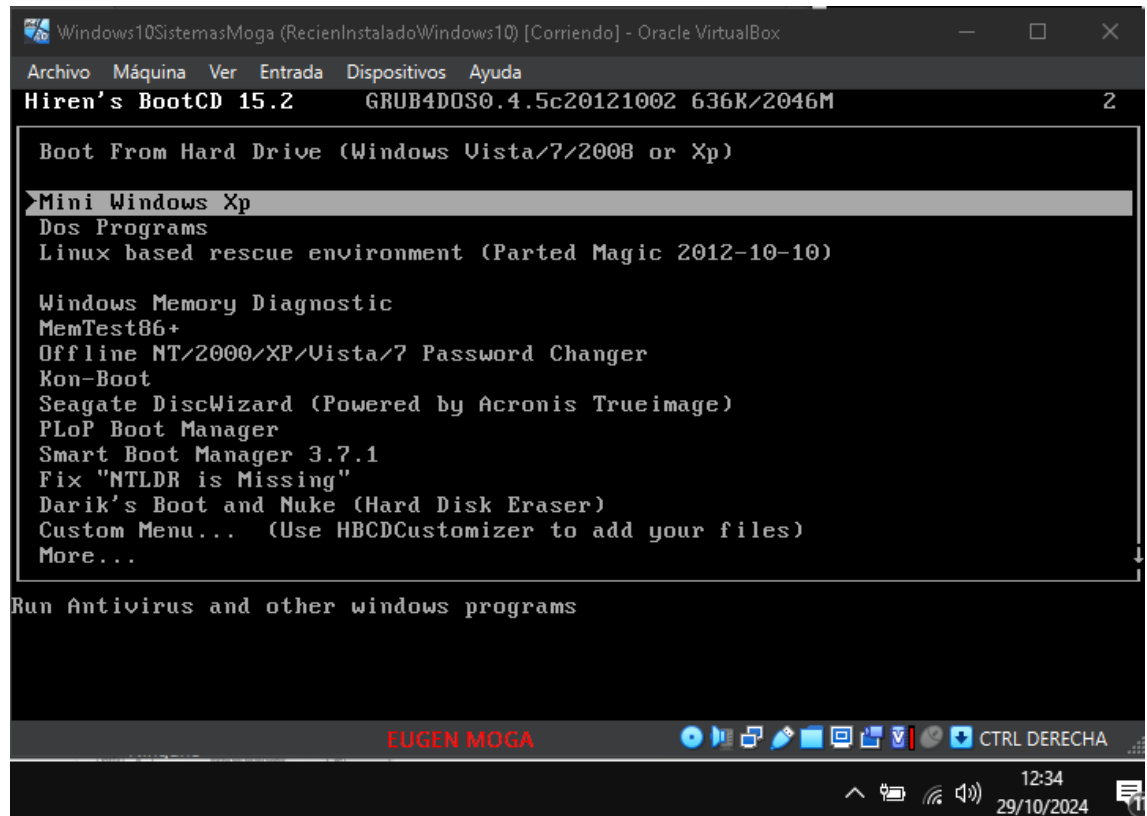 Windows10SistemasMoga (RecienInstaladoWindows10) [Corriendo] - Oracle VirtualBox
Archivo Máquina Ver Entrada Dispositivos Ayuda
Hiren's BootCD 15.2 GRUB4DOS0.4.5c20121002 636K/2046M 2
Boot From Hard Drive (Windows Vista/7/2008 or Xp)
Mini Windows Xp
Dos Programs
Linux based rescue environment (Parted Magic 2012-10-10)
Windows Memory Diagnostic
MemTest86+
Offline NT/2000/XP/Vista/7 Password Changer
Kon-Boot
Seagate DiscWizard (Powered by Acronis Trueimage)
PLoP Boot Manager
Smart Boot Manager 3.7.1
Fix "NTLDR is Missing"
Darik's Boot and Nuke (Hard Disk Eraser)
Custom Menu... (Use HBCDCustomizer to add your files)
More...
Run Antivirus and other windows programs
EUGEN MOGA
CTRL DERECHA
12:34
29/10/2024